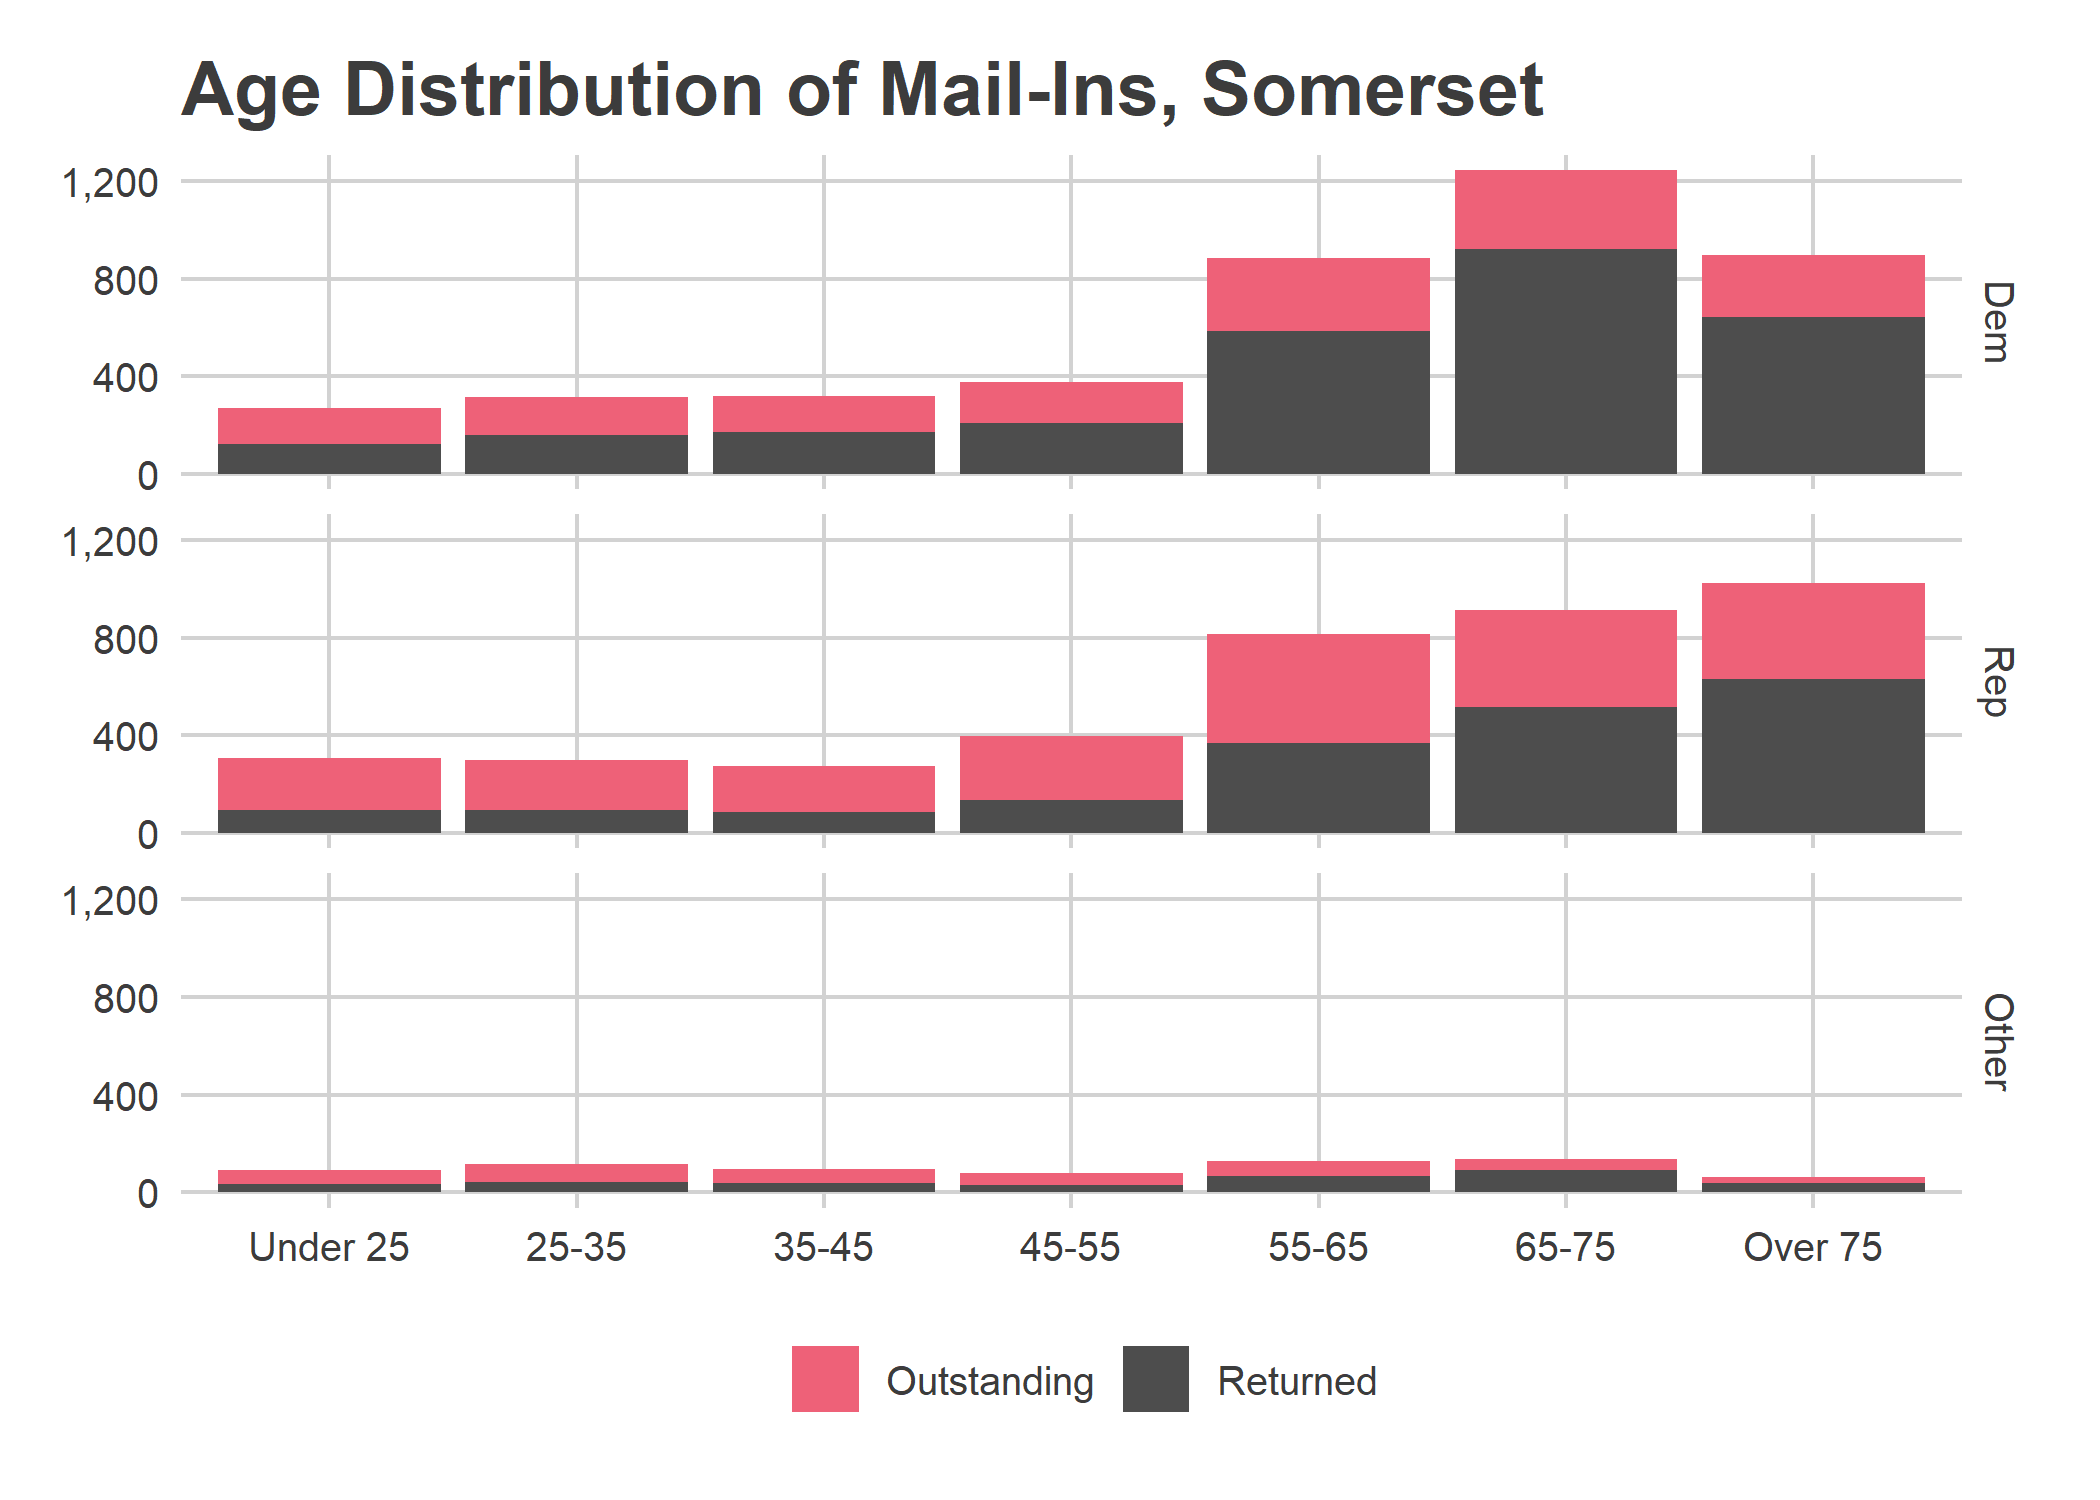 Age Distribution of Mail-Ins, Somerset
1,200
800
400
0
Dem
1,200
800
400
0
Rep
1,200
800
400
0
Other
Under 25 25-35 35-45 45-55 55-65 65-75 Over 75
Outstanding Returned